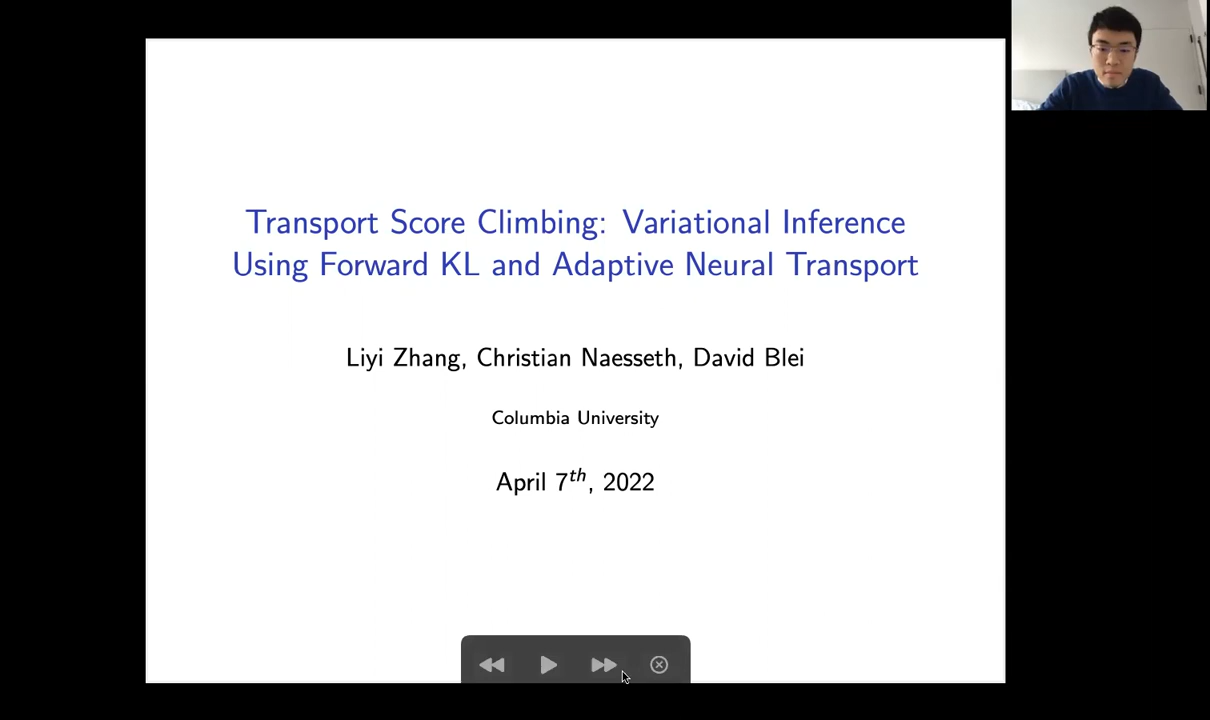 Transport Score Climbing: Variational Inference
Using Forward KL and Adaptive Neural Transport
Liyi Zhang, Christian Naesseth, David Blei
Columbia University
April 7th, 2022